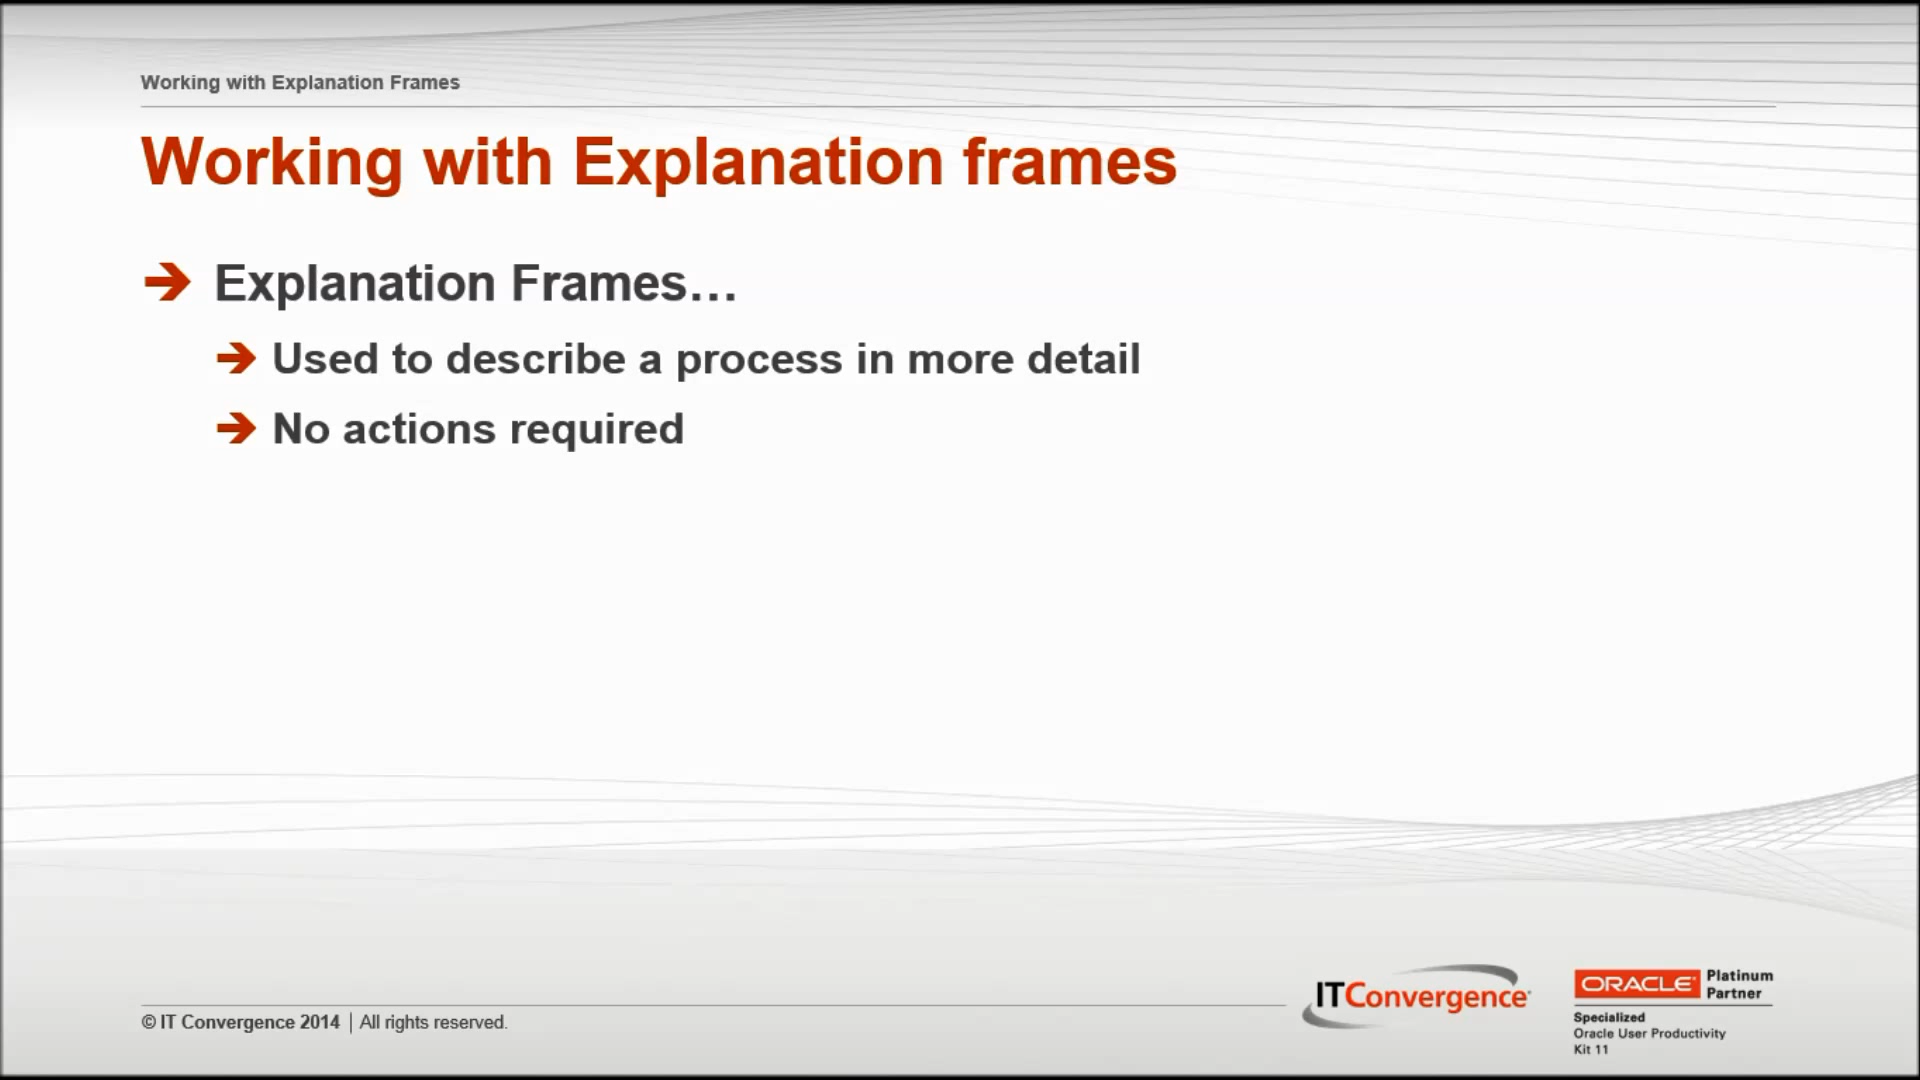 Working with Explanation Frames
Working with Explanation frames
Explanation Frames…
Used to describe a process in more detail
No actions required
© IT Convergence 2014 | All rights reserved.
ITConvergence
ORACLE Platinum
Partner
Specialized
Oracle User Productivity
Kit 11